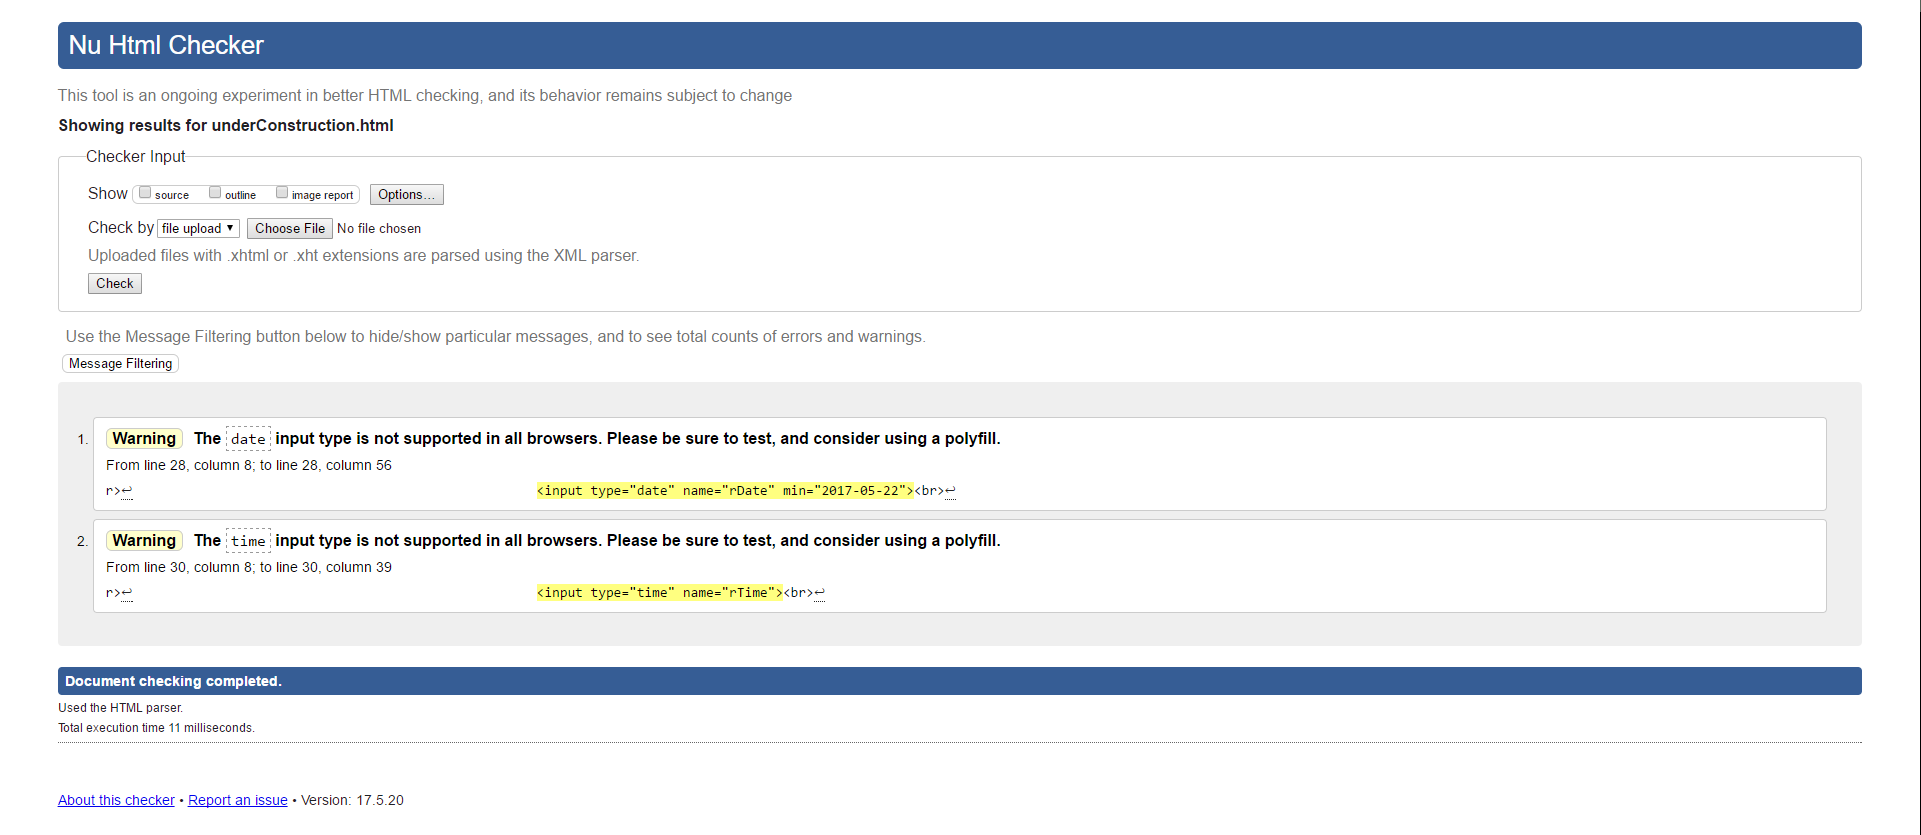 Nu Html Checker
This tool is an ongoing experiment in better HTML checking, and its behavior remains subject to change
Showing results for underConstruction.html
Checker Input
Show source outline image report Options...
Check by file upload Choose File No file chosen
Uploaded files with .xhtml or .xht extensions are parsed using the XML parser.
Check
Use the Message Filtering button below to hide/show particular messages, and to see total counts of errors and warnings.
Message Filtering
1. Warning The date input type is not supported in all browsers. Please be sure to test, and consider using a polyfill.
From line 28, column 8; to line 28, column 56
r>↩ <input type="date" name="rDate" min="2017-05-22"><br>↩
2. Warning The time input type is not supported in all browsers. Please be sure to test, and consider using a polyfill.
From line 30, column 8; to line 30, column 39
r>↩ <input type="time" name="rTime"><br>↩
Document checking completed.
Used the HTML parser.
Total execution time 11 milliseconds.
About this checker • Report an issue • Version: 17.5.20